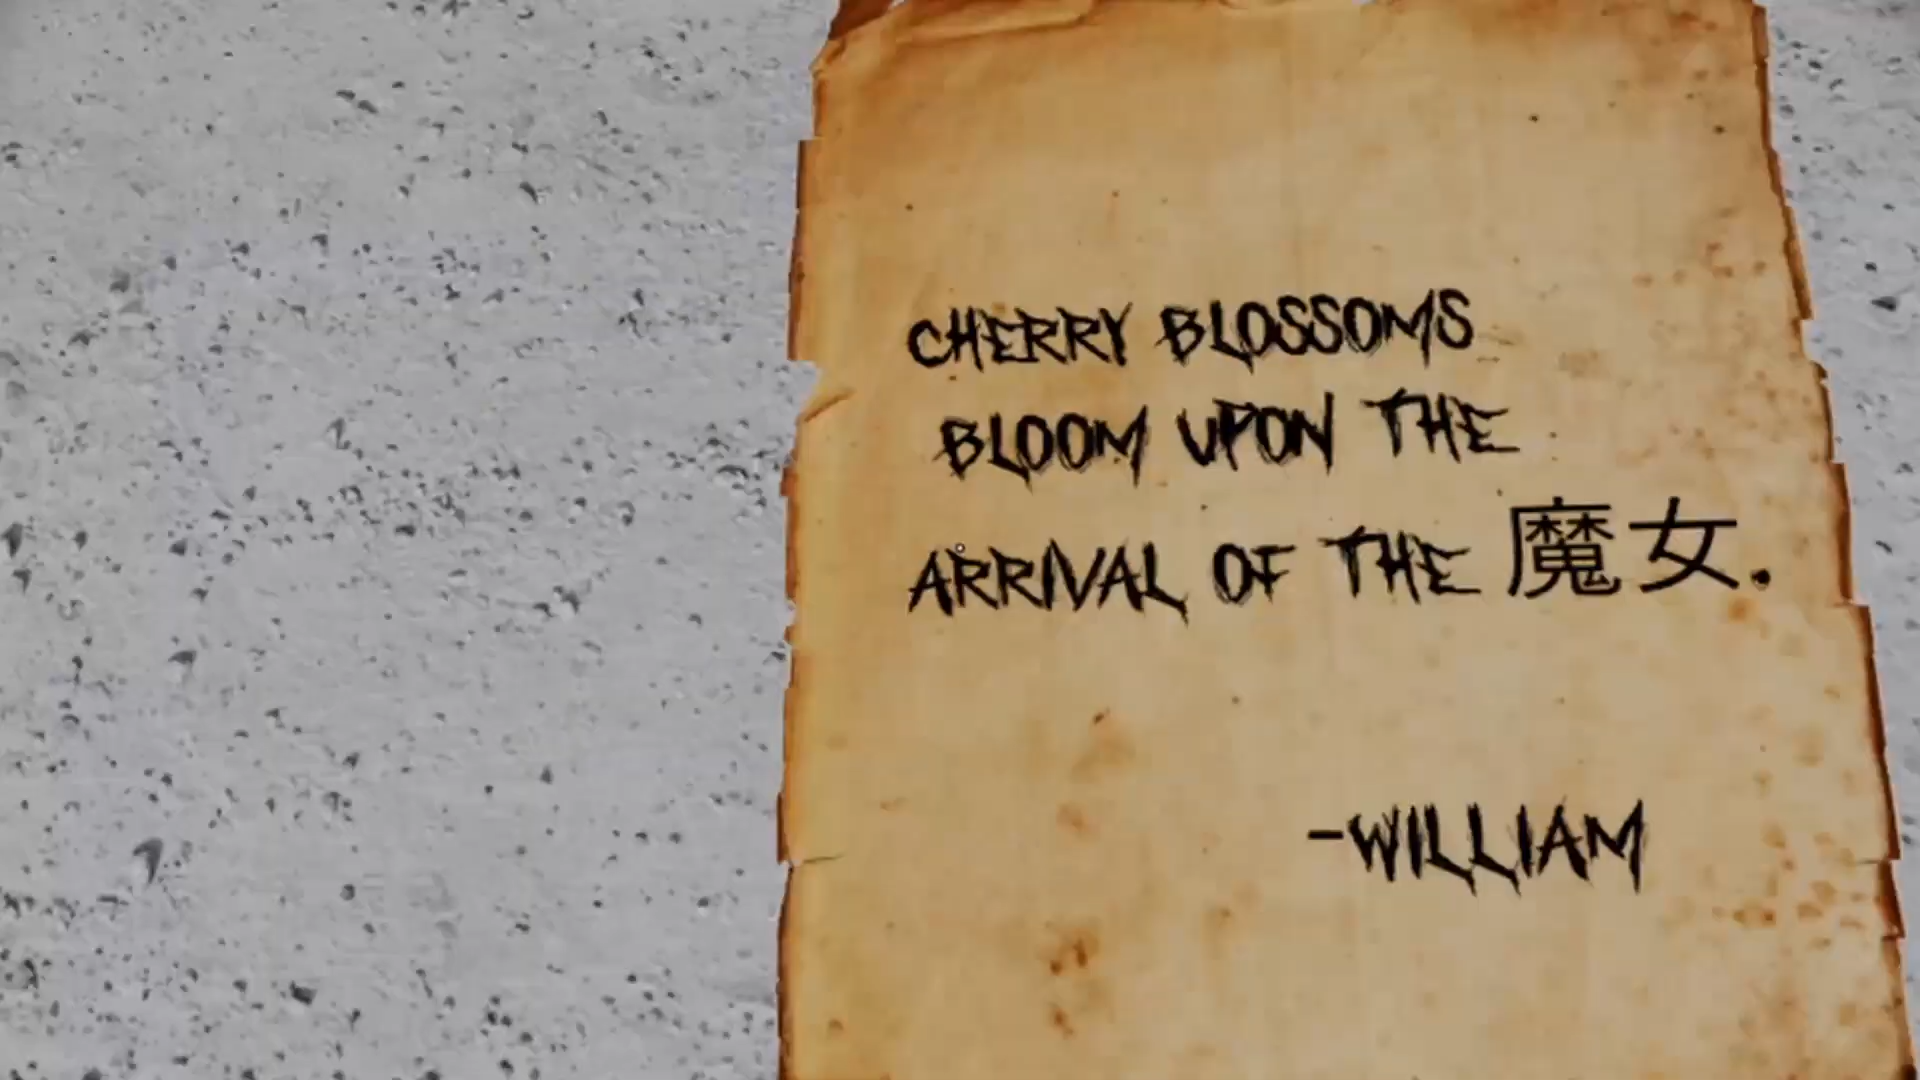 CHERRY BLOSSOMS
BLOOM UPON THE
ARRIVAL OF THE 魔女.
-WILLIAM